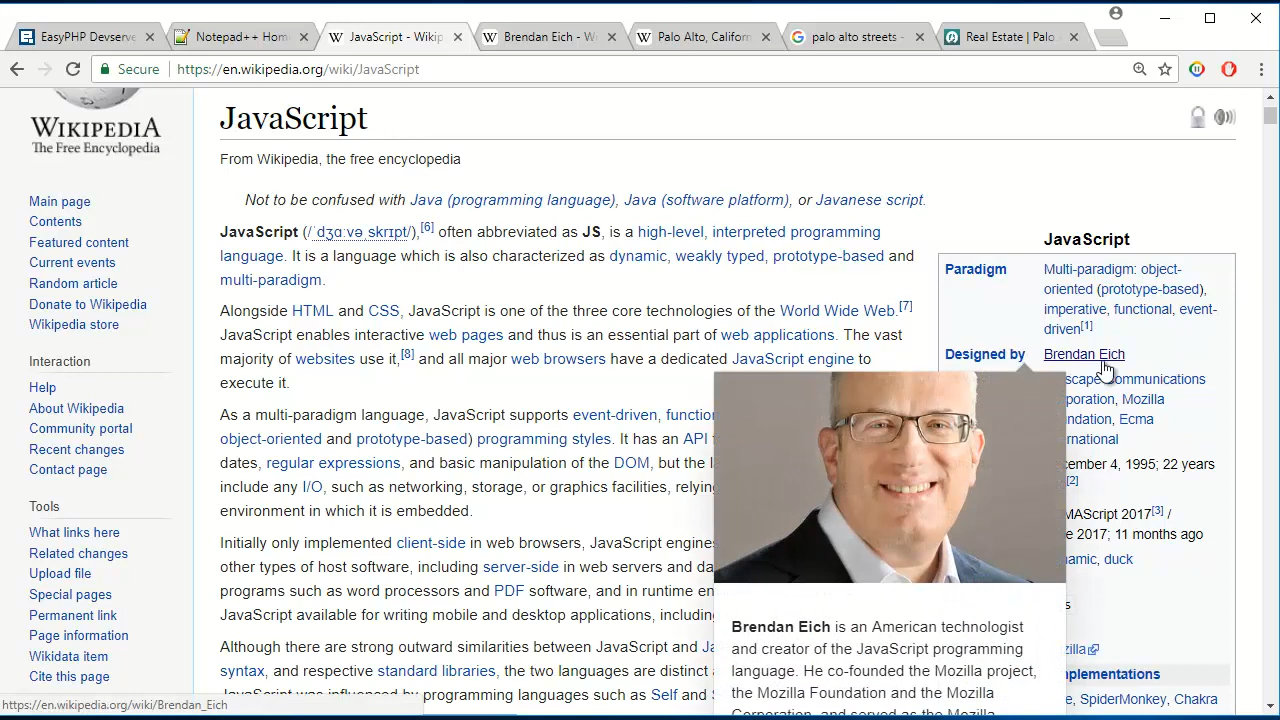 EasyPHP Devserve
Notepad++ Hom
JavaScript - Wikip
Brendan Eich - W
Palo Alto, Californ
palo alto streets -
Real Estate | Palo
Secure
https://en.wikipedia.org/wiki/JavaScript
WIKIPEDIA
The Free Encyclopedia
Main page
Contents
Featured content
Current events
Random article
Donate to Wikipedia
Wikipedia store
Interaction
Help
About Wikipedia
Community portal
Recent changes
Contact page
Tools
What links here
Related changes
Upload file
Special pages
Permanent link
Page information
Wikidata item
Cite this page
JavaScript
From Wikipedia, the free encyclopedia
Not to be confused with Java (programming language), Java (software platform), or Javanese script.
JavaScript (/ˈdʒɑːvəˌskrɪpt/),[6] often abbreviated as JS, is a high-level, interpreted programming
language. It is a language which is also characterized as dynamic, weakly typed, prototype-based and
multi-paradigm.
Alongside HTML and CSS, JavaScript is one of the three core technologies of the World Wide Web.[7]
JavaScript enables interactive web pages and thus is an essential part of web applications. The vast
majority of websites use it,[8] and all major web browsers have a dedicated JavaScript engine to
execute it.
As a multi-paradigm language, JavaScript supports event-driven, functio
object-oriented and prototype-based) programming styles. It has an API
dates, regular expressions, and basic manipulation of the DOM, but the la
include any I/O, such as networking, storage, or graphics facilities, relying
environment in which it is embedded.
Initially only implemented client-side in web browsers, JavaScript engines
other types of host software, including server-side in web servers and da
programs such as word processors and PDF software, and in runtime en
JavaScript available for writing mobile and desktop applications, including
Although there are strong outward similarities between JavaScript and Ja
syntax, and respective standard libraries, the two languages are distinct a
JavaScript was influenced by programming languages such as Self and S
JavaScript
Paradigm
Multi-paradigm: object-
oriented (prototype-based),
imperative, functional, event-
driven[1]
Designed by
Brendan Eich
scape Communications
poration, Mozilla
undation, Ecma
ernational
cember 4, 1995; 22 years
[2]
MAScript 2017[3] /
e 2017; 11 months ago
namic, duck
s
zilla
plementations
e, SpiderMonkey, Chakra
Brendan Eich is an American technologist
and creator of the JavaScript programming
language. He co-founded the Mozilla project,
the Mozilla Foundation and the Mozilla
Corporation, and served as the Mozilla
https://en.wikipedia.org/wiki/Brendan_Eich